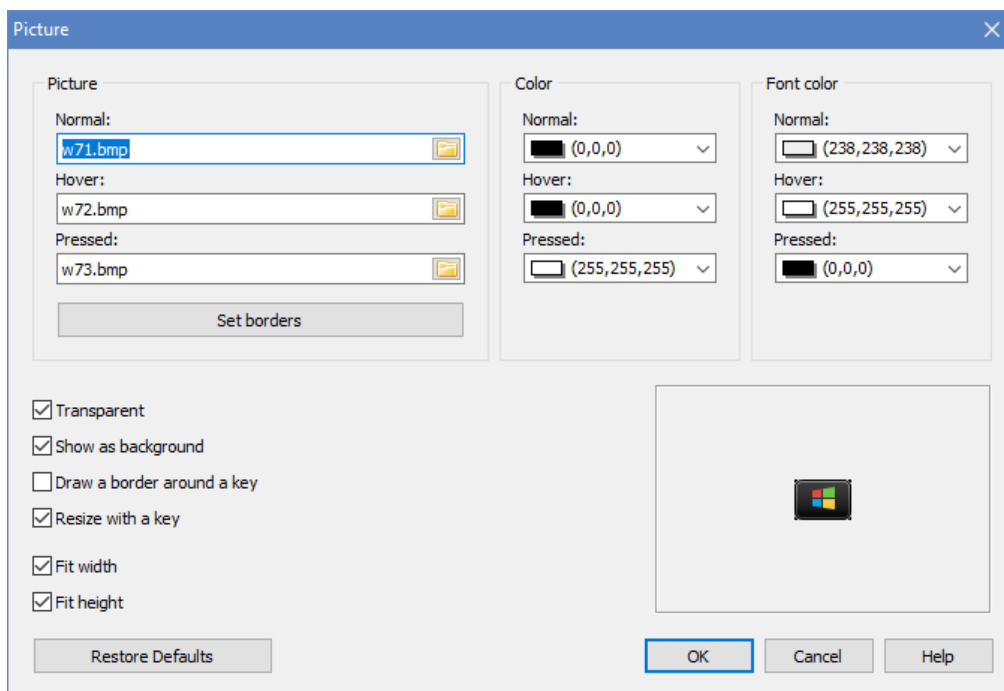 Picture
Picture
Color
Font color
Normal:
Normal:
Normal:
w71.bmp
(0,0,0)
(238,238,238)
Hover:
Hover:
Hover:
w72.bmp
(0,0,0)
(255,255,255)
Pressed:
Pressed:
Pressed:
w73.bmp
(255,255,255)
(0,0,0)
Set borders
Transparent
Show as background
Draw a border around a key
Resize with a key
Fit width
Fit height
Restore Defaults
OK
Cancel
Help